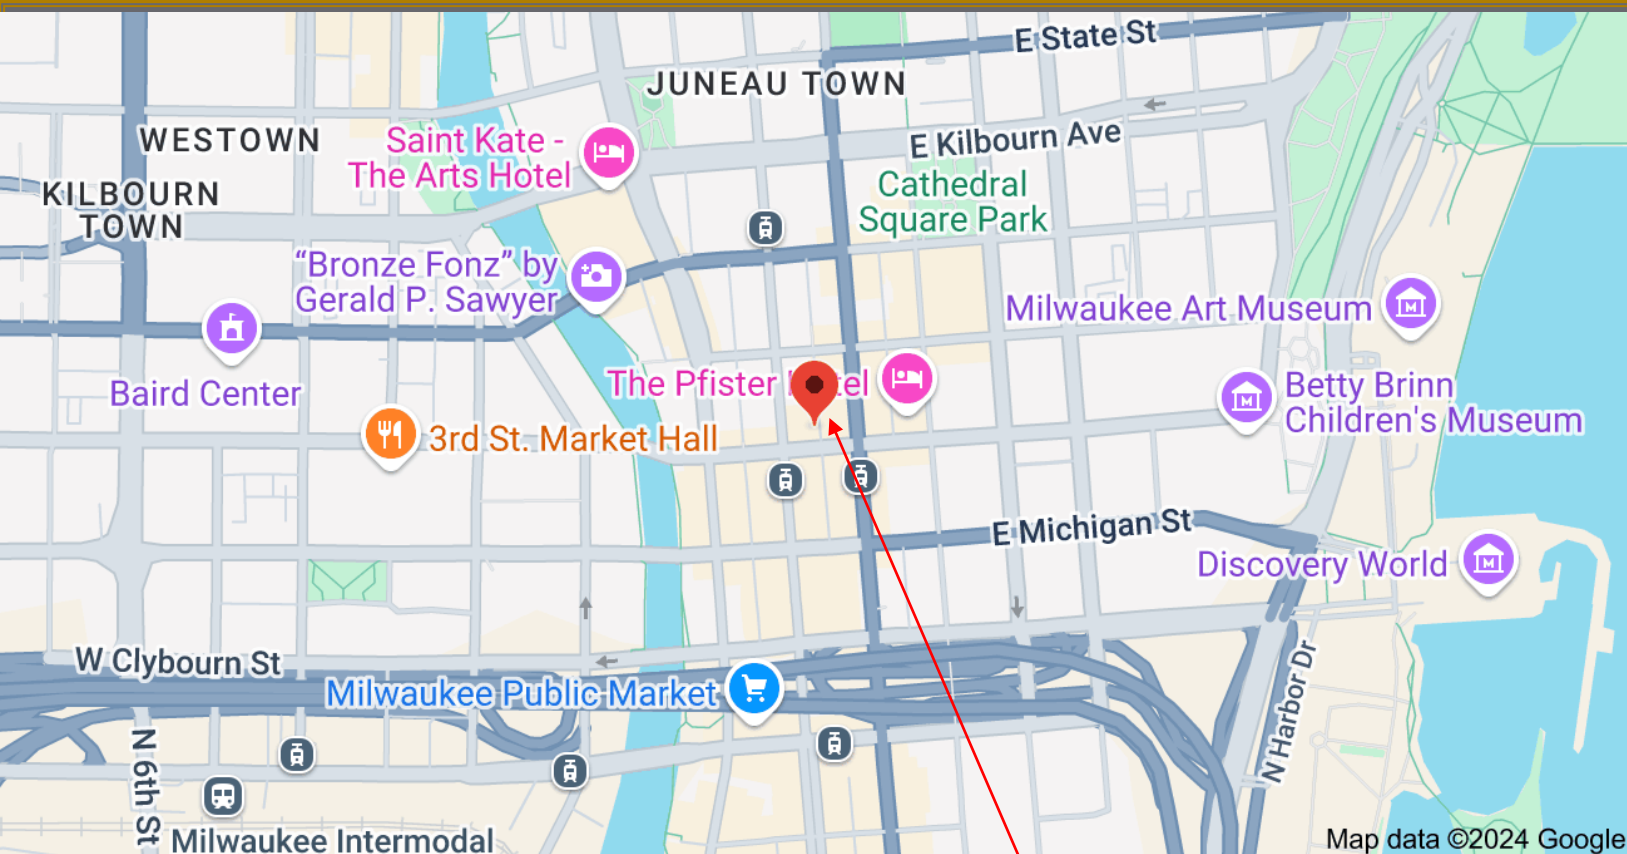 E State St
JUNEAU TOWN
WESTOWN
Saint Kate -
The Arts Hotel
E Kilbourn Ave
KILBOURN
TOWN
Cathedral
Square Park
“Bronze Fonz” by
Gerald P. Sawyer
Milwaukee Art Museum
Baird Center
The Pfister
Betty Brinn
Children's Museum
3rd St. Market Hall
E Michigan St
Discovery World
W Clybourn St
Milwaukee Public Market
N Harbor Dr
N 6th St
Milwaukee Intermodal
Map data ©2024 Google